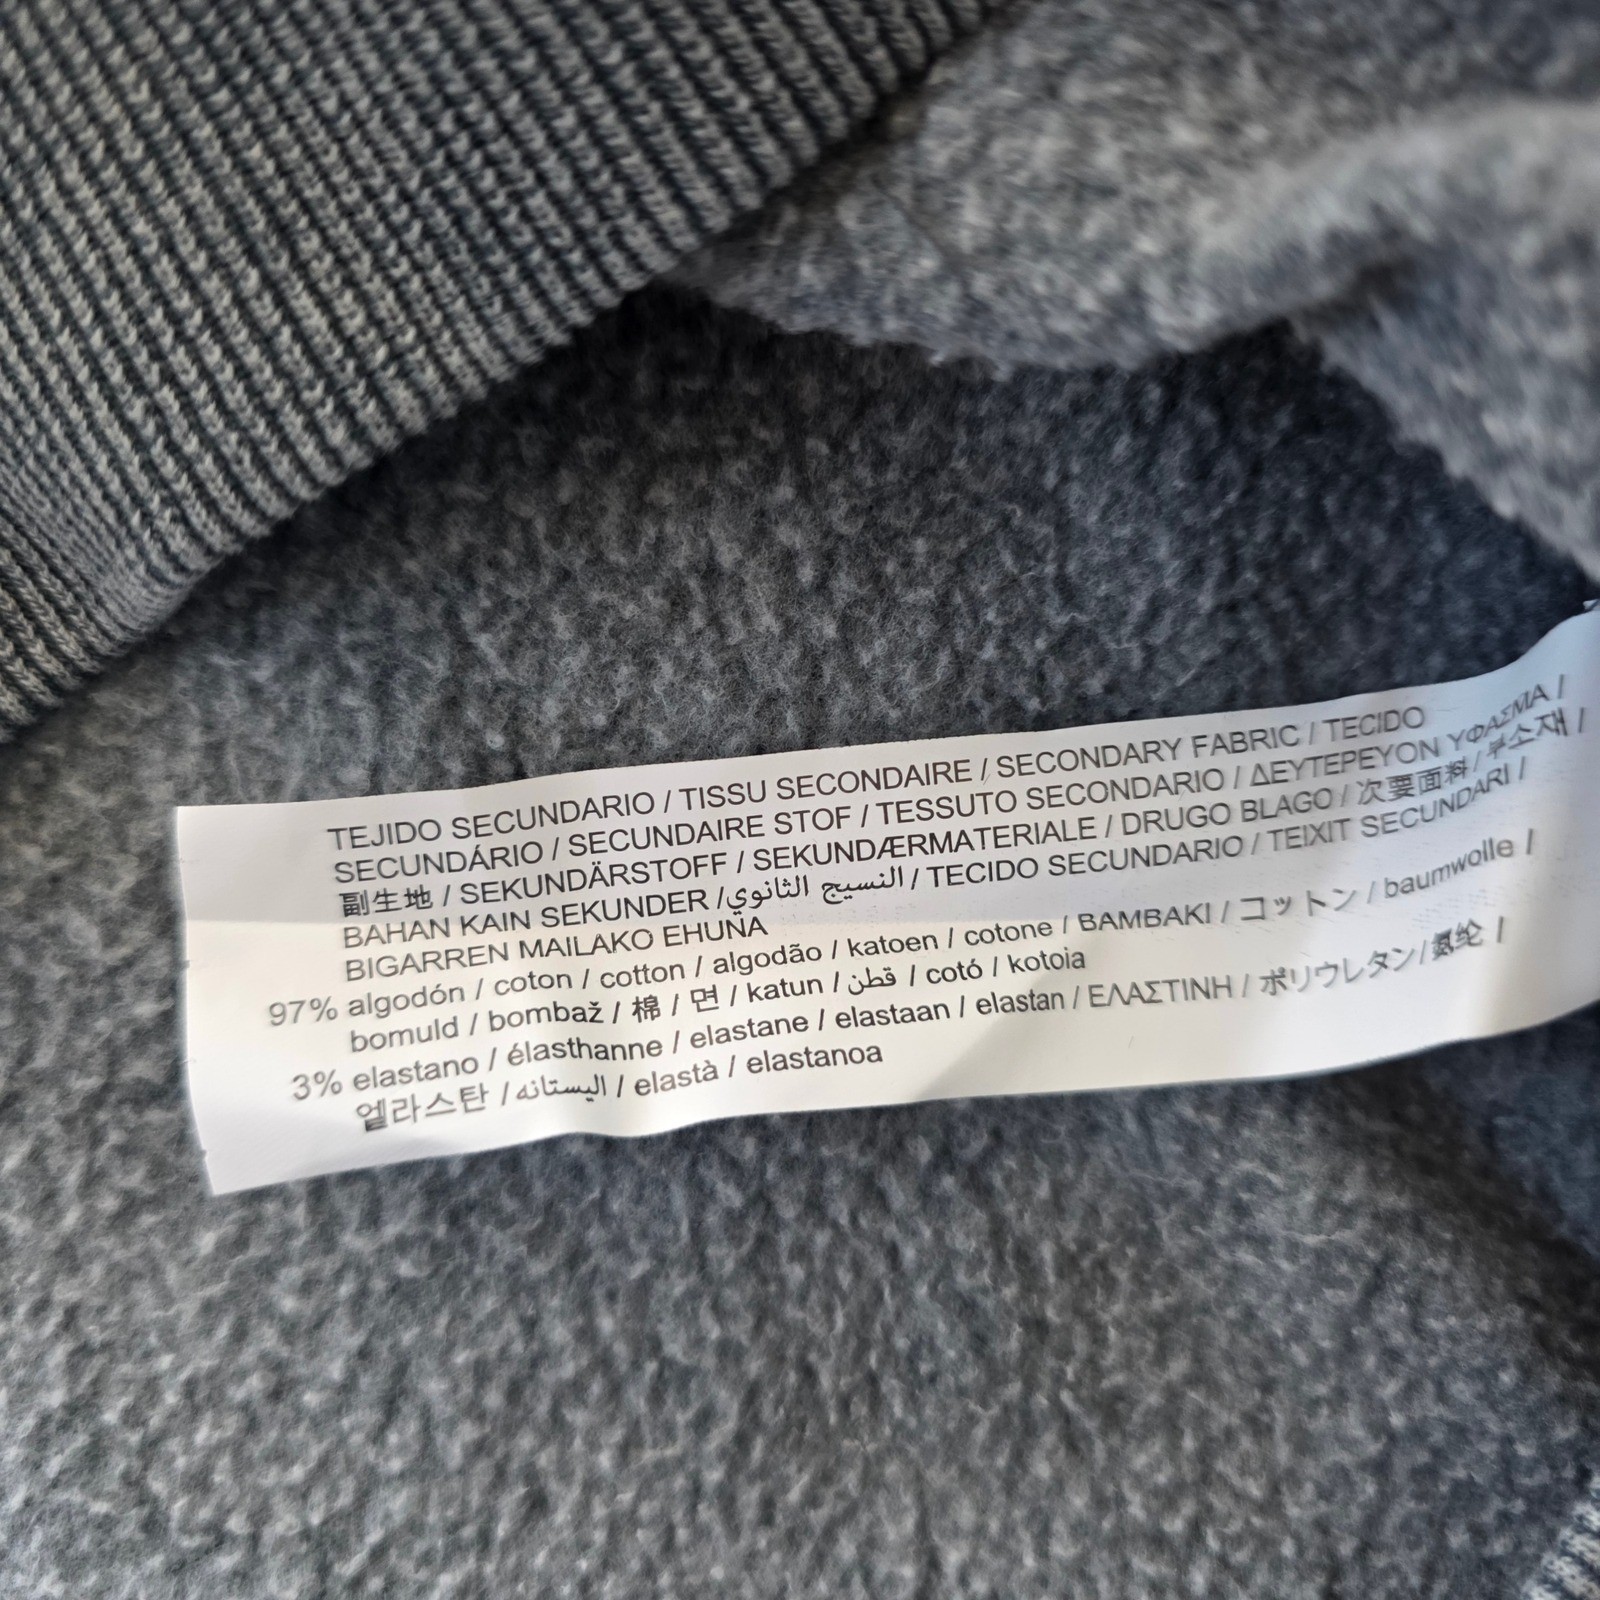 TEJIDO SECUNDARIO / TISSU SECONDAIRE / SECONDARY FABRIC / TECIDO
SECUNDÁRIO / SECUNDAIRE STOF / TESSUTO SECONDARIO / ΔΕΥΤΕΡΕΥΟΝ ΥΦΑΣΜΑ /
副生地 / SEKUNDÄRSTOFF / SEKUNDÆRMATERIALE / DRUGO BLAGO / 次要面料 / 부소재 /
BAHAN KAIN SEKUNDER / النسيج الثانوي / TECIDO SECUNDARIO / TEIXIT SECUNDARI /
BIGARREN MAILAKO EHUÑA
97% algodón / coton / cotton / algodão / katoen / cotone / ΒΑΜΒΑΚΙ / コットン / baumwolle /
bomuld / bombaž / 棉 / 면 / katun / قطن / cotó / kotoia
3% elastano / élasthanne / elastane / elastaan / elastan / ΕΛΑΣΤΙΝΗ / ポリウレタン / 氨纶 /
엘라스탄 / اليستانه / elastà / elastanoa